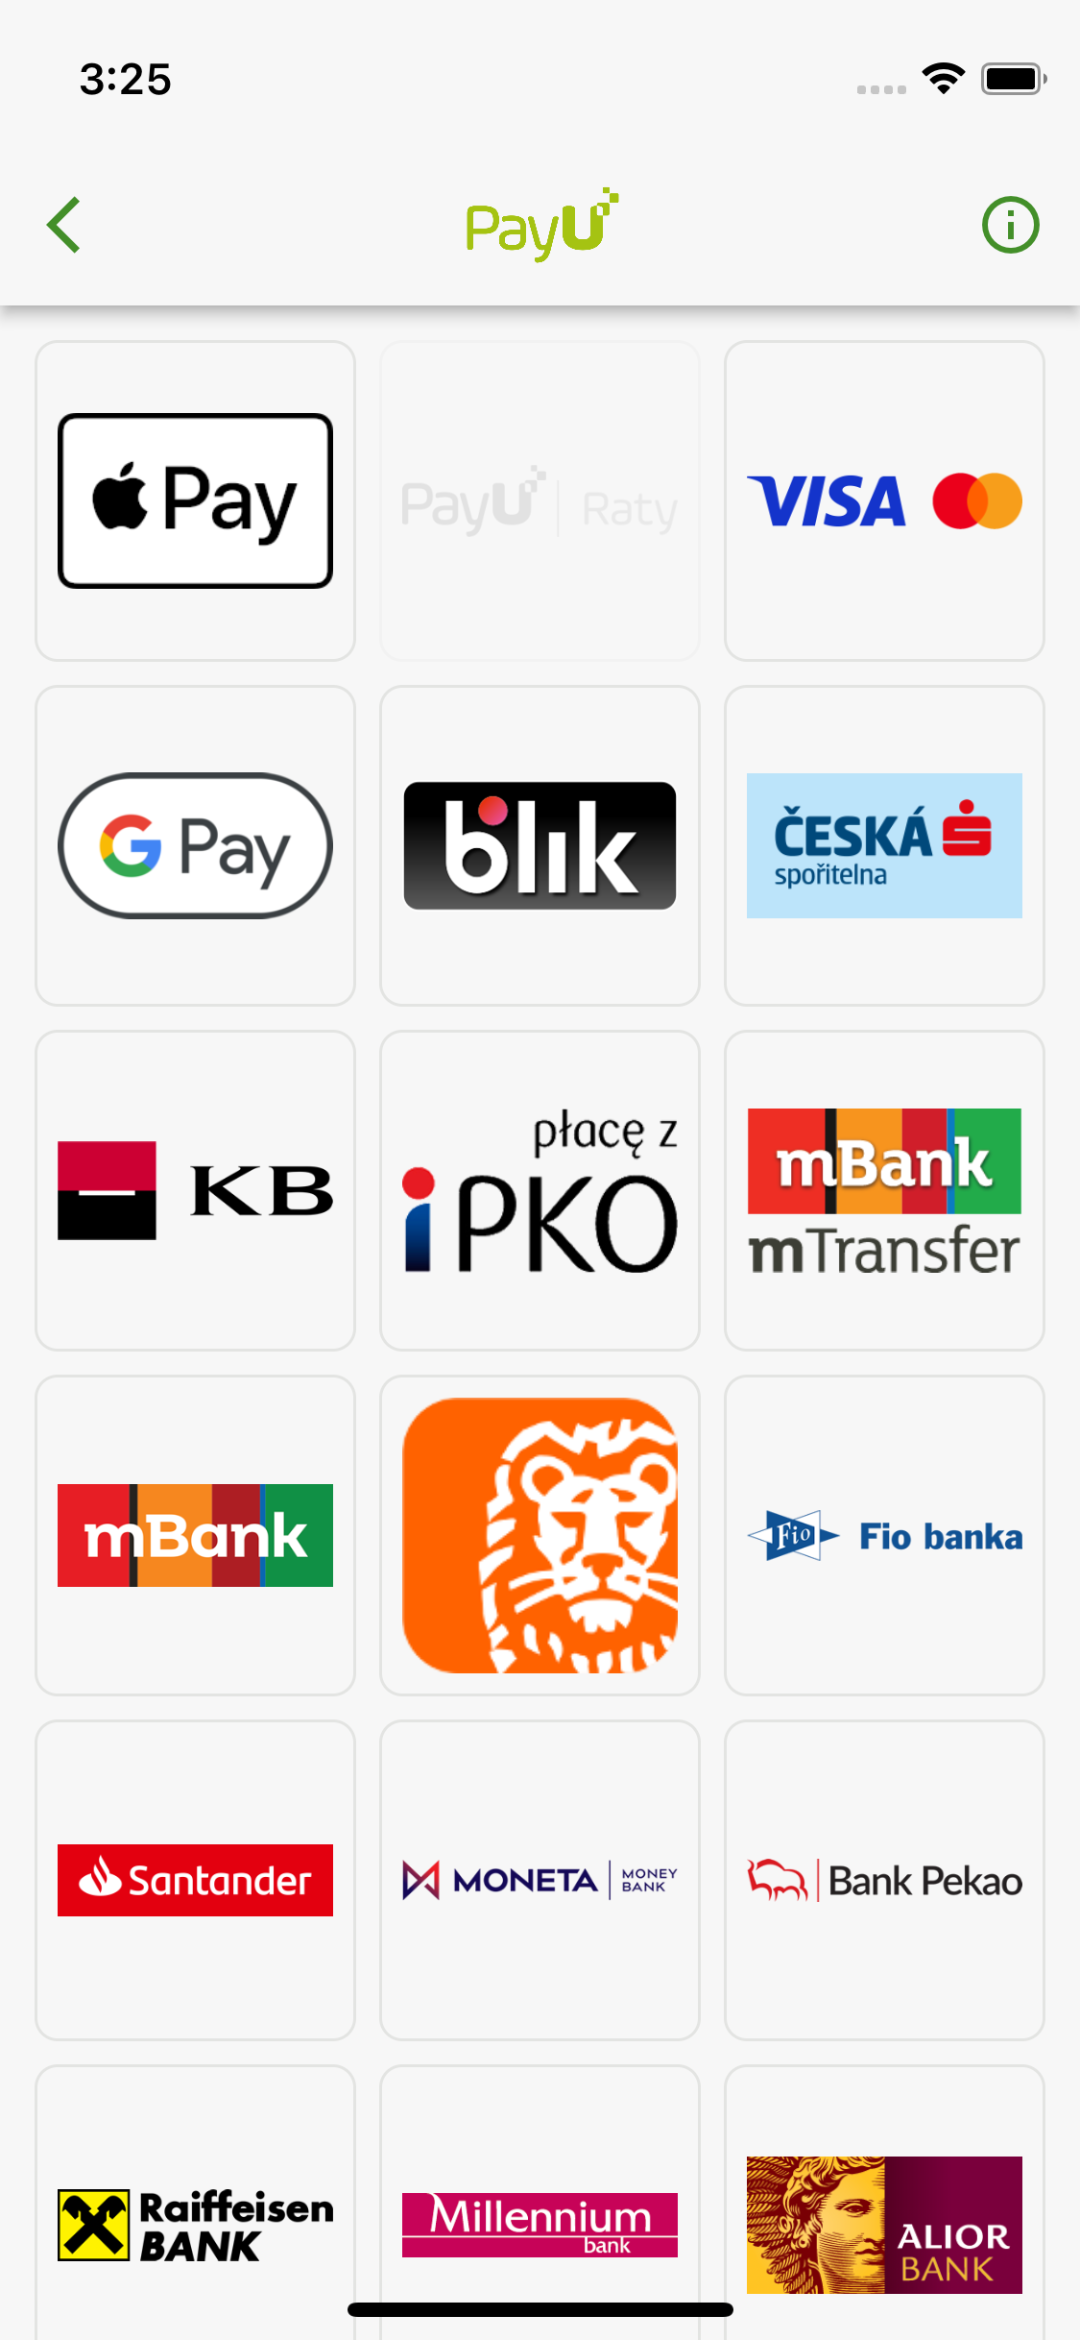 3:25
PayU
Pay
PayU | Raty
VISA
G Pay
blik
ČESKÁ
spořitelna
KB
płacę z
iPKO
mBank
mTransfer
mBank
Fio Fio banka
Santander
MONETA MONEY
BANK
Bank Pekao
Raiffeisen
BANK
Millennium
bank
ALIOR
BANK